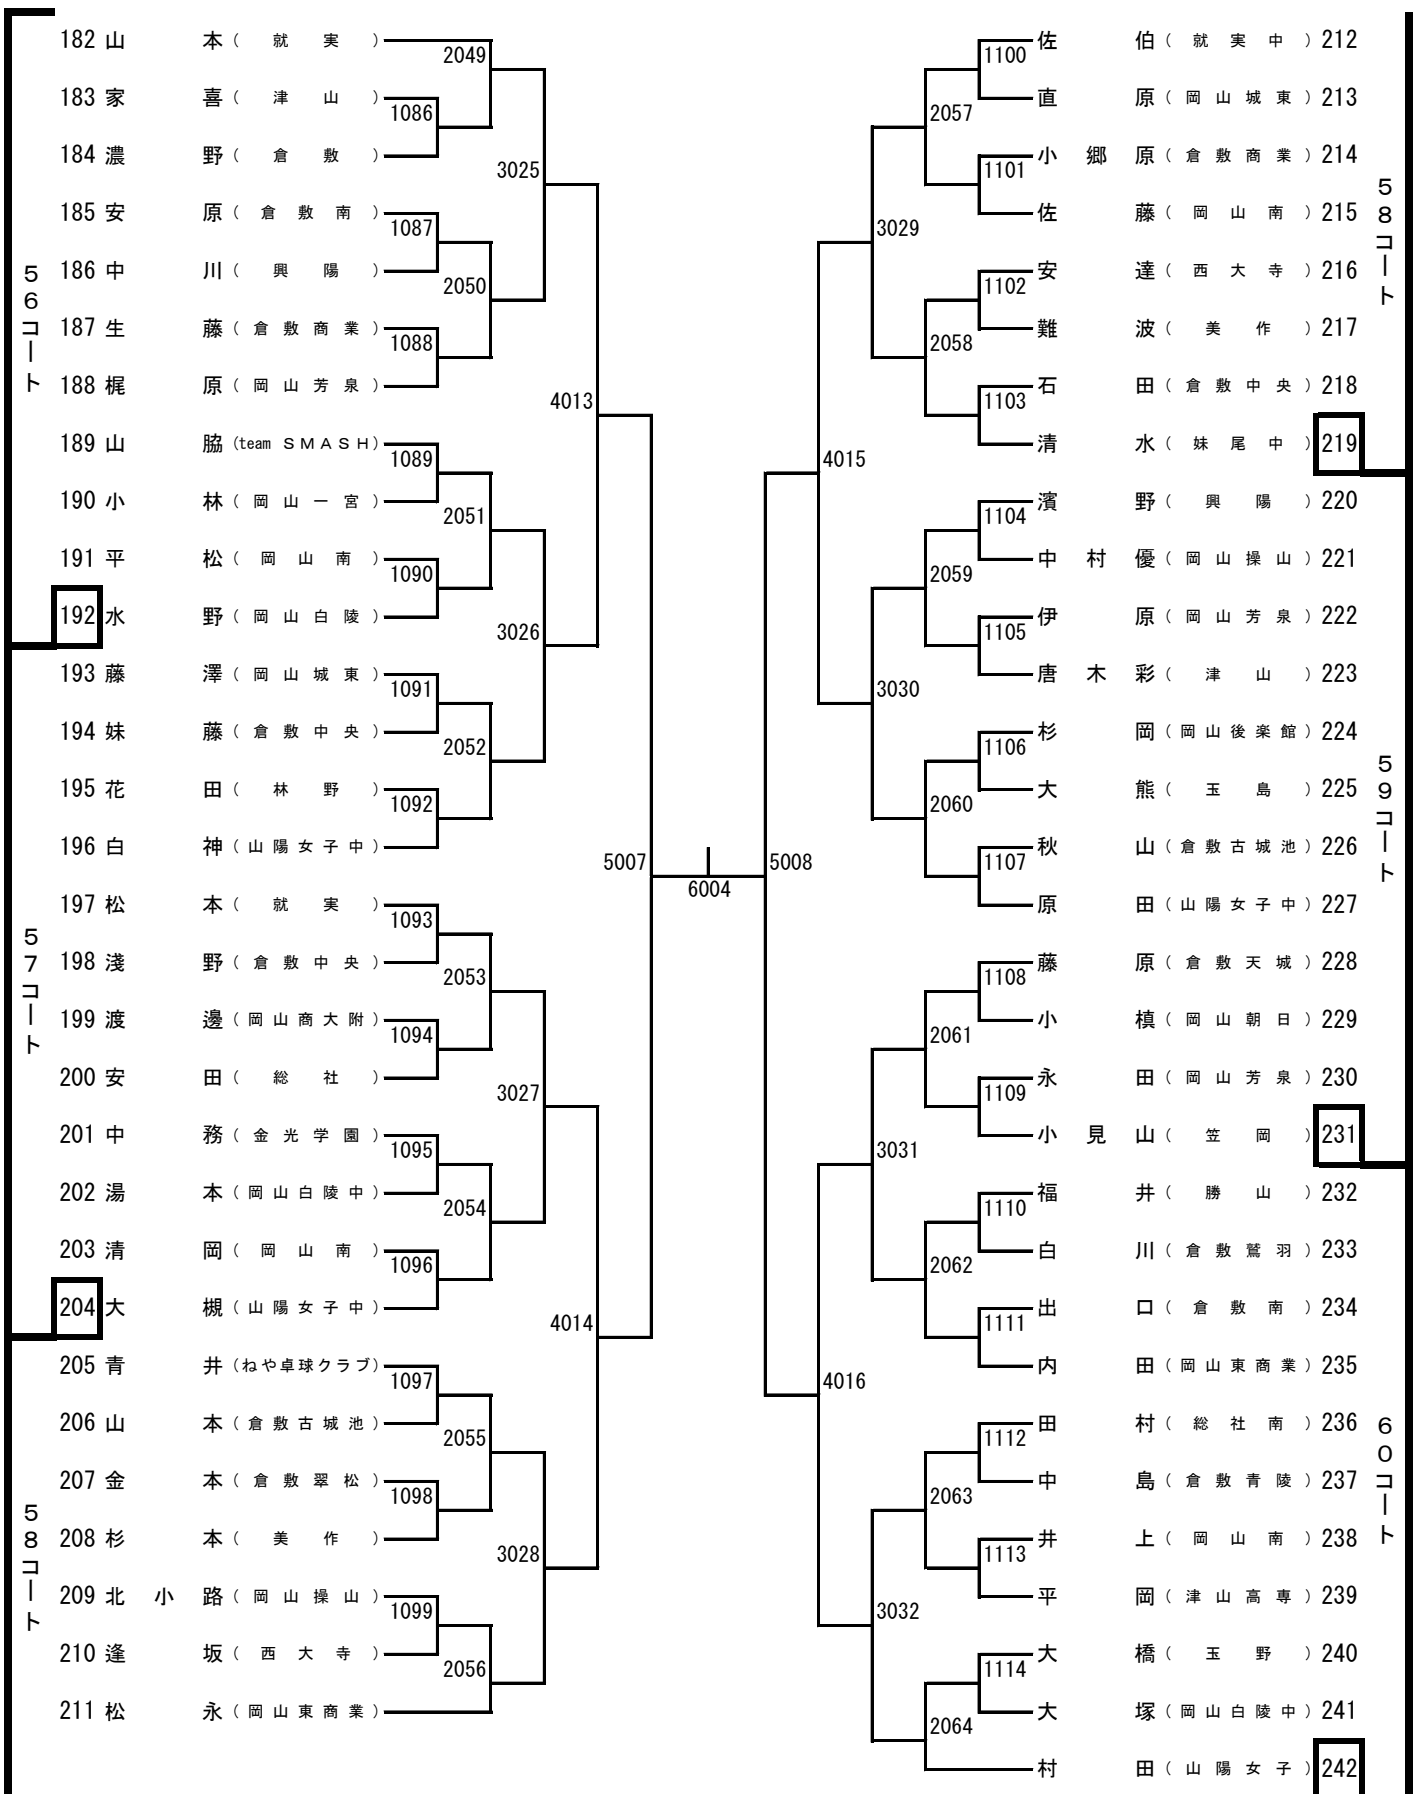 182 山本（就実）
2049
183 家喜（津山）
1086
184 濃野（倉敷）
3025
185 安原（倉敷南）
1087
186 中川（興陽）
2050
187 生藤（倉敷商業）
1088
188 梶原（岡山芳泉）
4013
189 山脇（team ＳＭＡＳＨ）
1089
190 小林（岡山一宮）
2051
191 平松（岡山南）
1090
192 水野（岡山白陵）
3026
193 藤澤（岡山城東）
1091
194 妹藤（倉敷中央）
2052
195 花田（林野）
1092
196 白神（山陽女子中）
5007
197 松本（就実）
1093
198 淺野（倉敷中央）
2053
199 渡邊（岡山商大附）
1094
200 安田（総社）
3027
201 中務（金光学園）
1095
202 湯本（岡山白陵中）
2054
203 清岡（岡山南）
1096
204 大槻（山陽女子中）
4014
205 青井（ねや卓球クラブ）
1097
206 山本（倉敷古城池）
2055
207 金本（倉敷翠松）
1098
208 杉本（美作）
3028
209 北小路（岡山操山）
1099
210 逢坂（西大寺）
2056
211 松永（岡山東商業）
５６コート
５７コート
５８コート
6004
佐伯（就実中）212
1100
直原（岡山城東）213
2057
小郷原（倉敷商業）214
1101
佐藤（岡山南）215
3029
安達（西大寺）216
1102
難波（美作）217
2058
石田（倉敷中央）218
1103
清水（妹尾中）219
4015
濱野（興陽）220
1104
中村優（岡山操山）221
2059
伊原（岡山芳泉）222
1105
唐木彩（津山）223
3030
杉岡（岡山後楽館）224
1106
大熊（玉島）225
2060
秋山（倉敷古城池）226
1107
原田（山陽女子中）227
5008
藤原（倉敷天城）228
1108
小槙（岡山朝日）229
2061
永田（岡山芳泉）230
1109
小見山（笠岡）231
3031
福井（勝山）232
1110
白川（倉敷鷲羽）233
2062
出口（倉敷南）234
1111
内田（岡山東商業）235
4016
田村（総社南）236
1112
中島（倉敷青陵）237
2063
井上（岡山南）238
1113
平岡（津山高専）239
3032
大橋（玉野）240
1114
大塚（岡山白陵中）241
2064
村田（山陽女子）242
５８コート
５９コート
６０コート